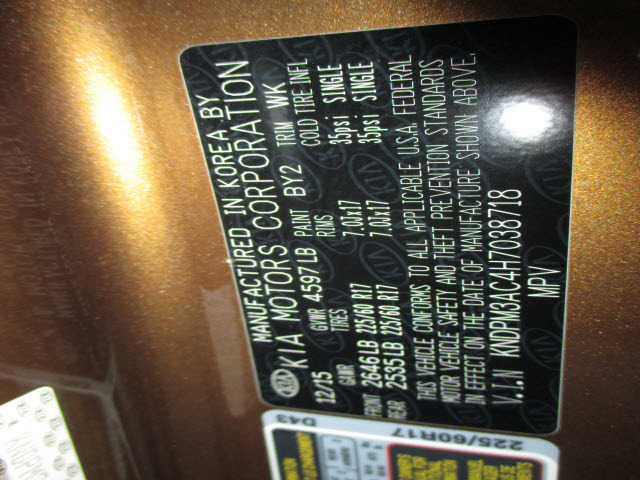 MANUFACTURED IN KOREA BY
KIA KIA MOTORS CORPORATION
12/15 GVWR 4597 LB PAINT BY2 TRIM WK
GAWR TIRES RIMS COLD TIRE INFL
FRONT 2646 LB 225/60 R17 7.0Jx17 35psi SINGLE
REAR 2535 LB 225/60 R17 7.0Jx17 35psi SINGLE
THIS VEHICLE CONFORMS TO ALL APPLICABLE U.S.A. FEDERAL
MOTOR VEHICLE SAFETY AND THEFT PREVENTION STANDARDS
IN EFFECT ON THE DATE OF MANUFACTURE SHOWN ABOVE.
V.I.N KNDPM3AC4H7038718
MPV
D43
225/60R17